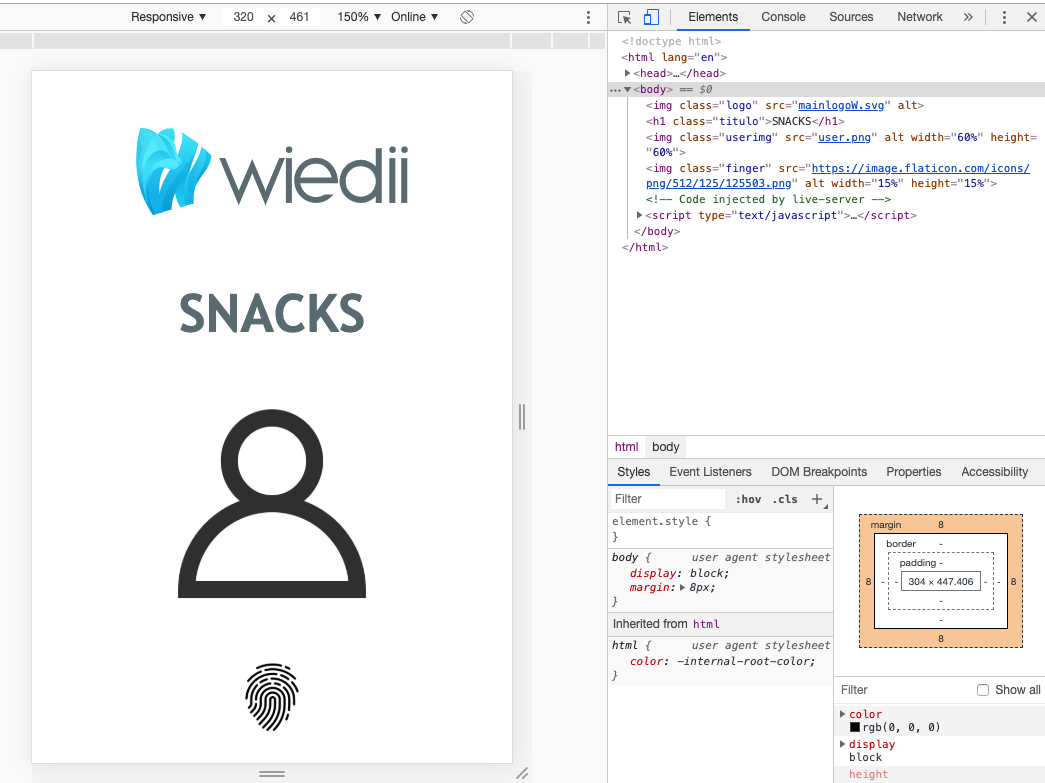 Responsive ▼ 320 × 461 150% ▼ Online ▼
Elements Console Sources Network »
wiedii
SNACKS
<!doctype html>
<html lang="en">
▶<head>…</head>
…▼<body> == $0
<img class="logo" src="mainlogoW.svg" alt>
<h1 class="titulo">SNACKS</h1>
<img class="userimg" src="user.png" alt width="60%" height=
"60%">
<img class="finger" src="https://image.flaticon.com/icons/
png/512/125/125503.png" alt width="15%" height="15%">
<!-- Code injected by live-server -->
▶<script type="text/javascript">…</script>
</body>
</html>
html body
Styles Event Listeners DOM Breakpoints Properties Accessibility
Filter :hov .cls +
element.style {
}
body { user agent stylesheet
display: block;
margin: ▶ 8px;
}
Inherited from html
html { user agent stylesheet
color: -internal-root-color;
}
margin 8
border -
padding -
8 - - 304 × 447.406 - - 8
-
-
8
Filter Show all
▶ color
rgb(0, 0, 0)
▶ display
block
height